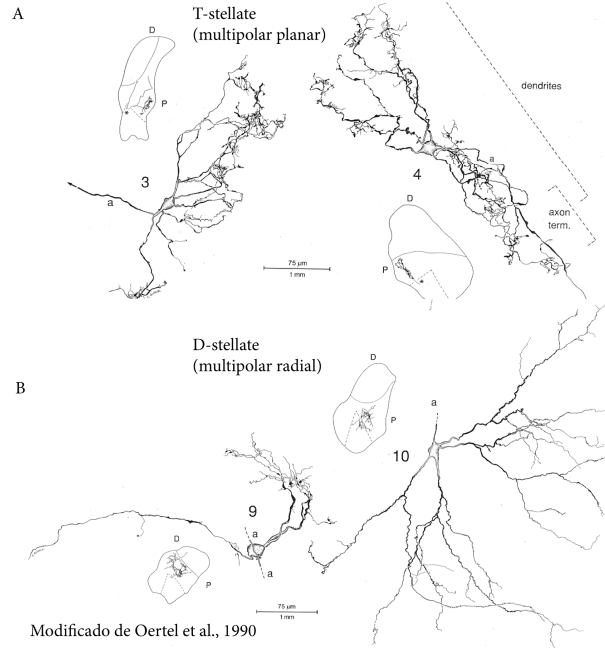 A
T-stellate
(multipolar planar)
D
P
3
a
4
a
dendrites
axon
term.
D
P
75 µm
1 mm
D-stellate
(multipolar radial)
B
D
P
a
10
9
a
a
D
P
75 µm
1 mm
Modificado de Oertel et al., 1990